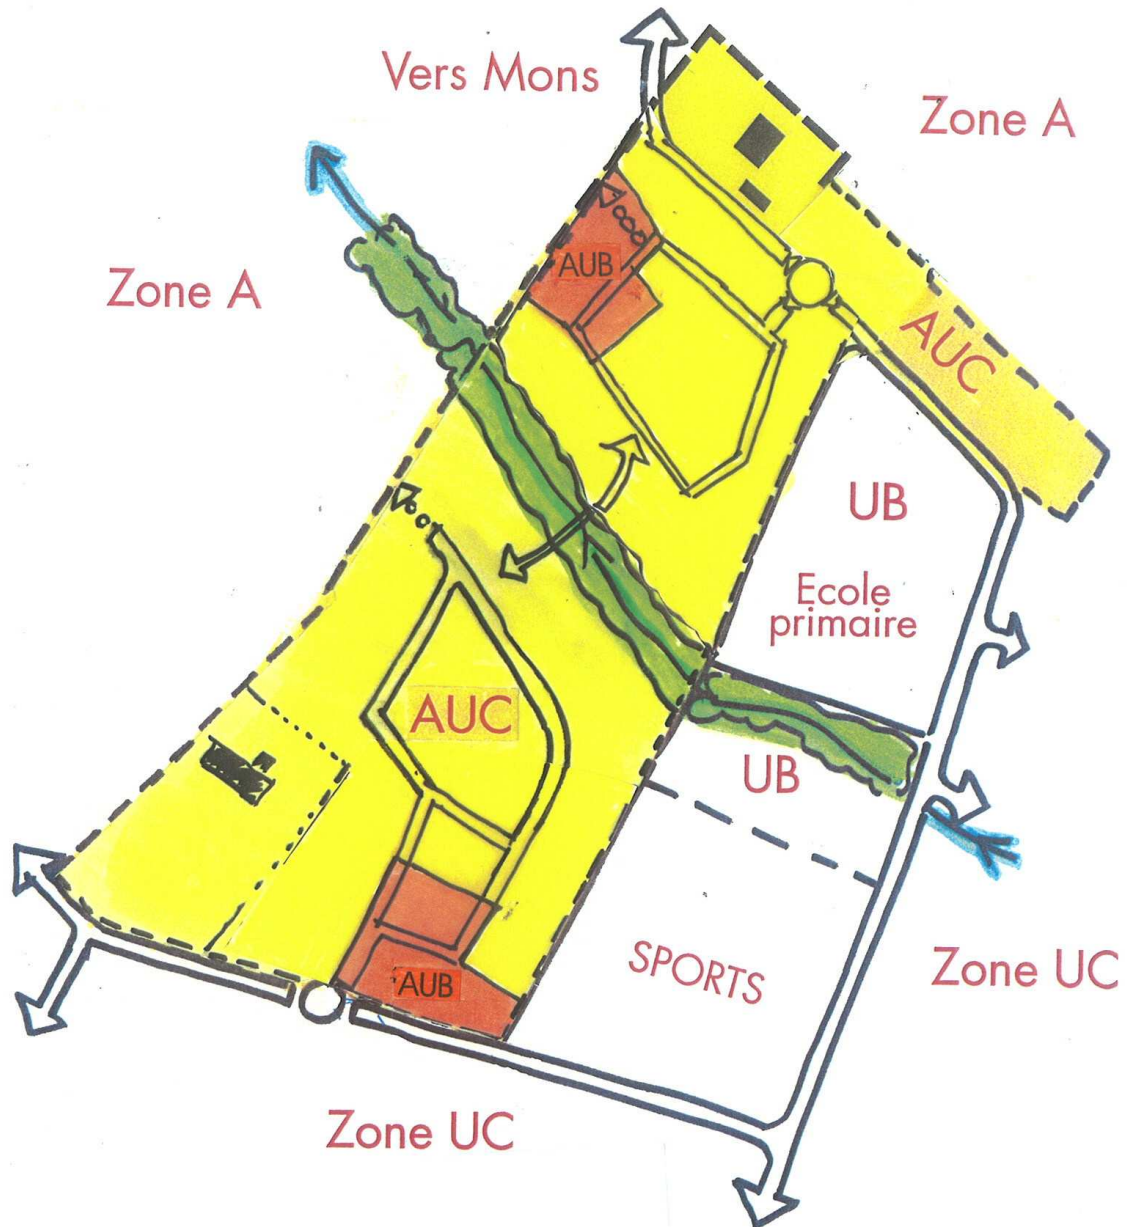 Vers Mons
Zone A
Zone A
AUB
AUC
UB
Ecole
primaire
AUC
UB
SPORTS
Zone UC
AUB
Zone UC